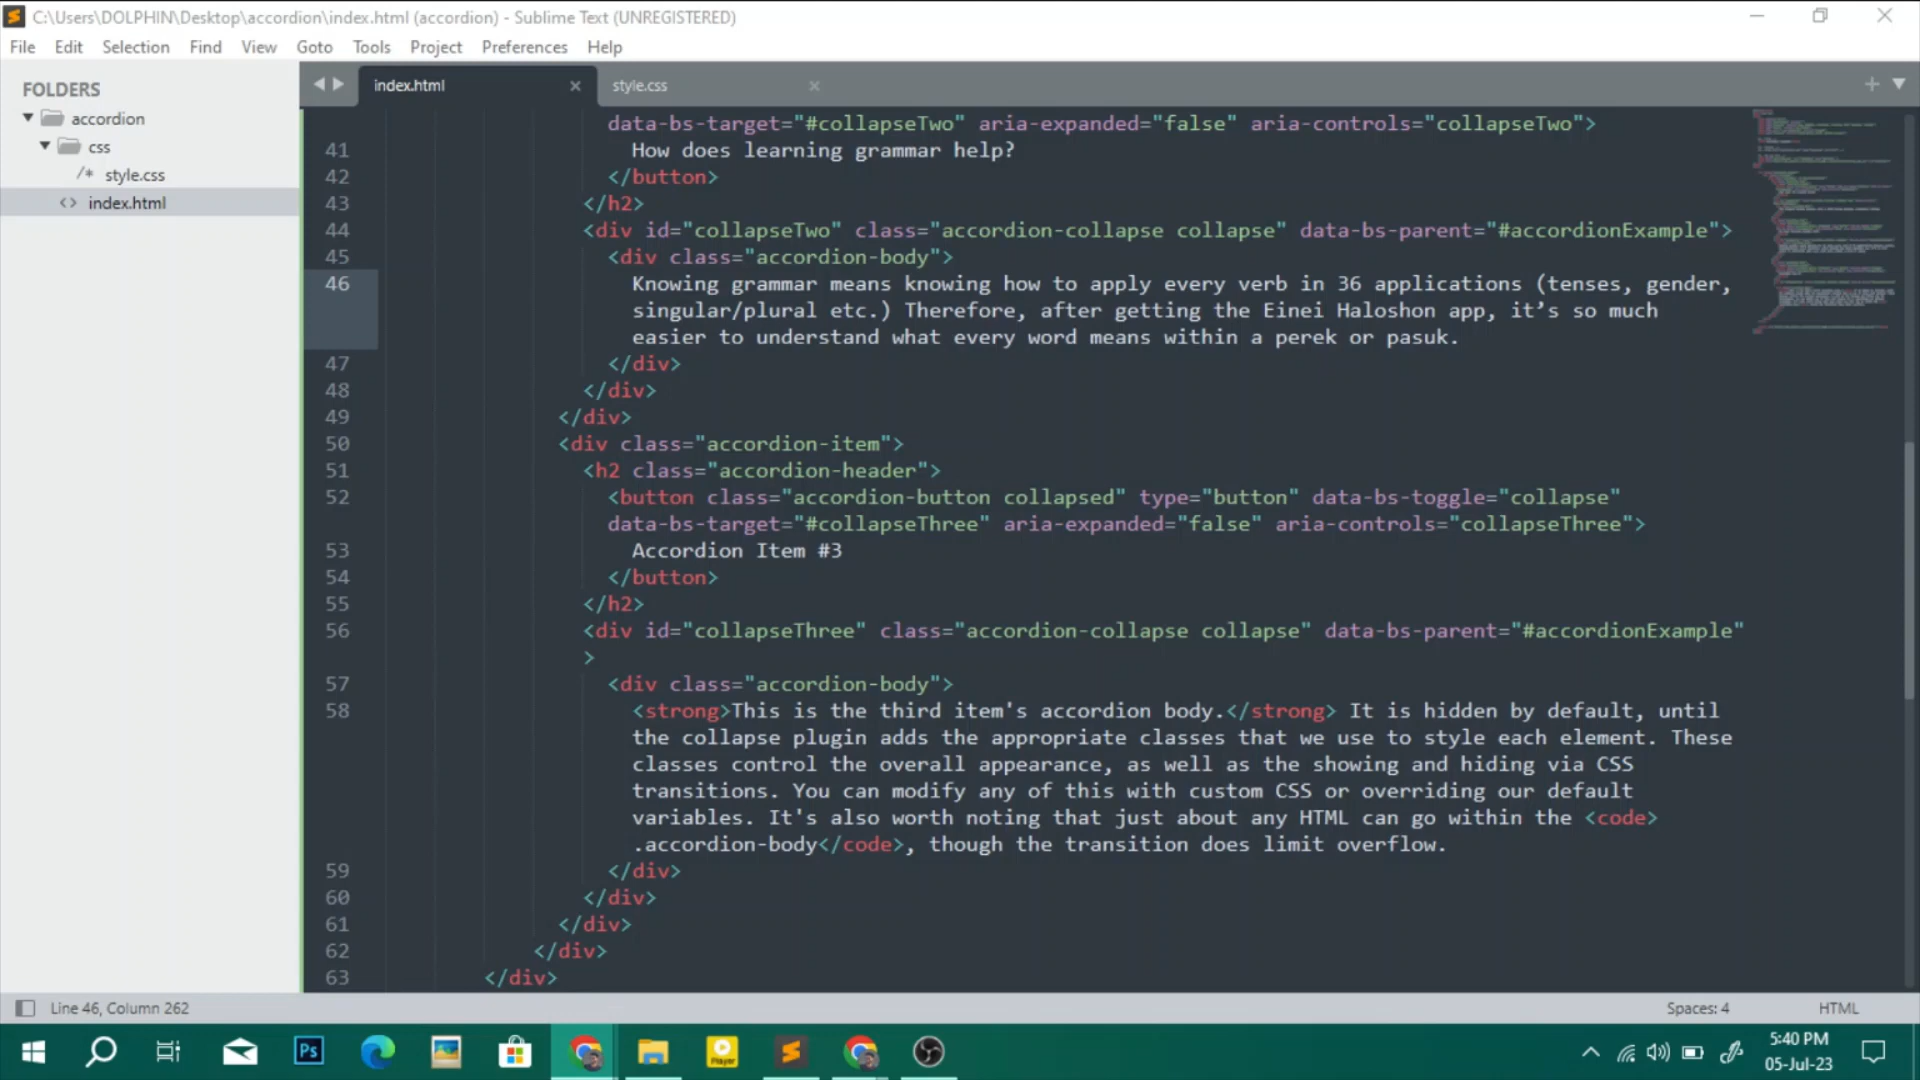 C:\Users\DOLPHIN\Desktop\accordion\index.html (accordion) - Sublime Text (UNREGISTERED)
File Edit Selection Find View Goto Tools Project Preferences Help
FOLDERS
accordion
css
/* style.css
<> index.html
index.html
style.css
data-bs-target="#collapseTwo" aria-expanded="false" aria-controls="collapseTwo">
41 How does learning grammar help?
42 </button>
43 </h2>
44 <div id="collapseTwo" class="accordion-collapse collapse" data-bs-parent="#accordionExample">
45 <div class="accordion-body">
46 Knowing grammar means knowing how to apply every verb in 36 applications (tenses, gender,
singular/plural etc.) Therefore, after getting the Einei Haloshon app, it’s so much
easier to understand what every word means within a perek or pasuk.
47 </div>
48 </div>
49 </div>
50 <div class="accordion-item">
51 <h2 class="accordion-header">
52 <button class="accordion-button collapsed" type="button" data-bs-toggle="collapse"
data-bs-target="#collapseThree" aria-expanded="false" aria-controls="collapseThree">
53 Accordion Item #3
54 </button>
55 </h2>
56 <div id="collapseThree" class="accordion-collapse collapse" data-bs-parent="#accordionExample"
>
57 <div class="accordion-body">
58 <strong>This is the third item's accordion body.</strong> It is hidden by default, until
the collapse plugin adds the appropriate classes that we use to style each element. These
classes control the overall appearance, as well as the showing and hiding via CSS
transitions. You can modify any of this with custom CSS or overriding our default
variables. It's also worth noting that just about any HTML can go within the <code>
.accordion-body</code>, though the transition does limit overflow.
59 </div>
60 </div>
61 </div>
62 </div>
63 </div>
Line 46, Column 262
Spaces: 4
HTML
Ps
Player
5:40 PM
05-Jul-23